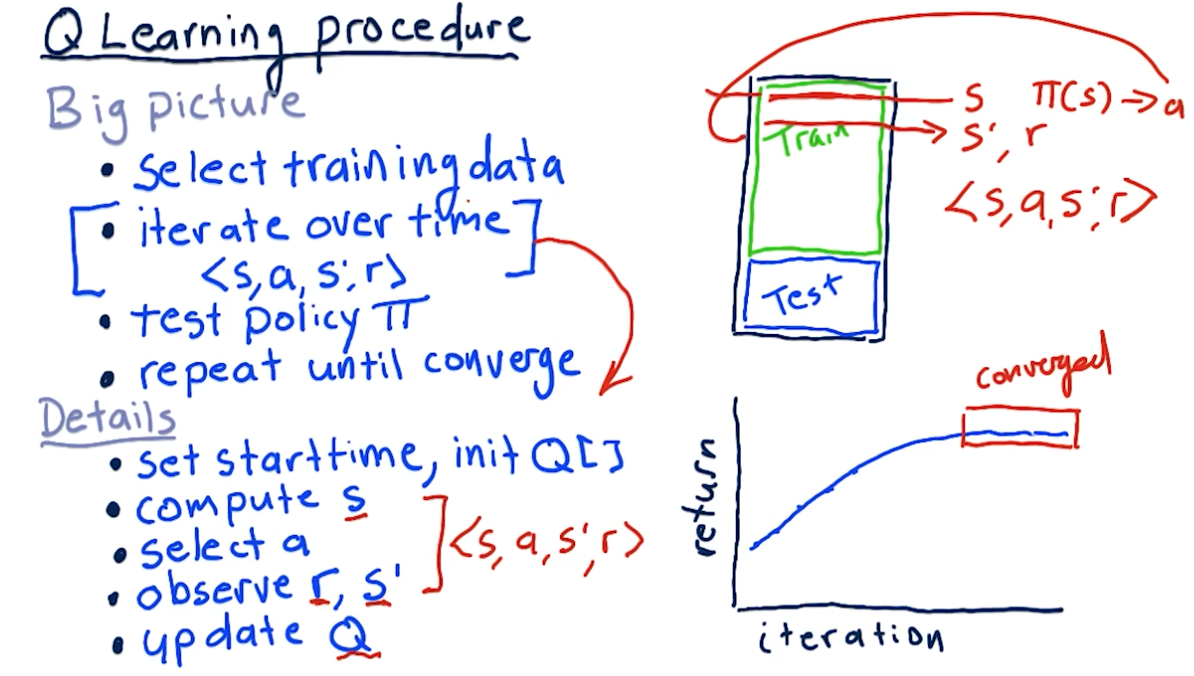 Q Learning procedure
Big picture
• select training data
• iterate over time
<s, a, s', r>
• test policy π
• repeat until converge
Details
• set starttime, init Q[]
• compute s
• select a
• observe r, s'
• update Q
<s, a, s', r>
Train
Test
s π(s) → a
s', r
<s, a, s', r>
converged
return
iteration